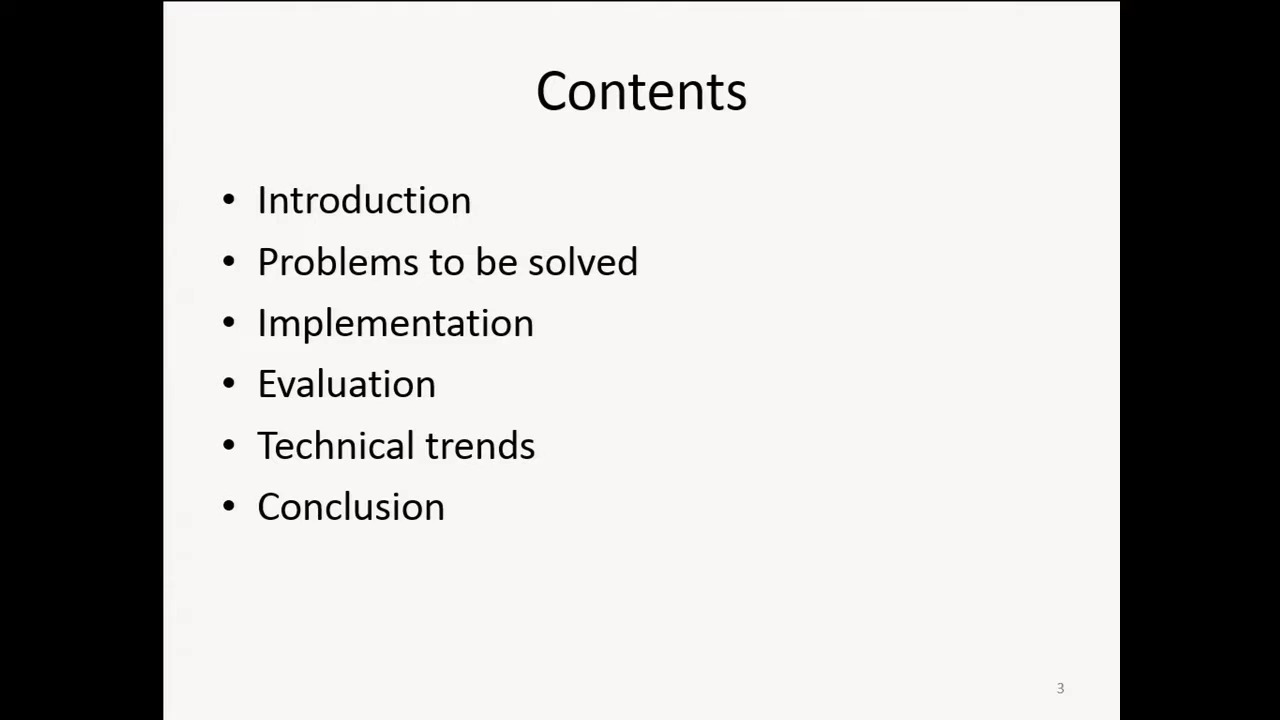 Contents
• Introduction
• Problems to be solved
• Implementation
• Evaluation
• Technical trends
• Conclusion
3